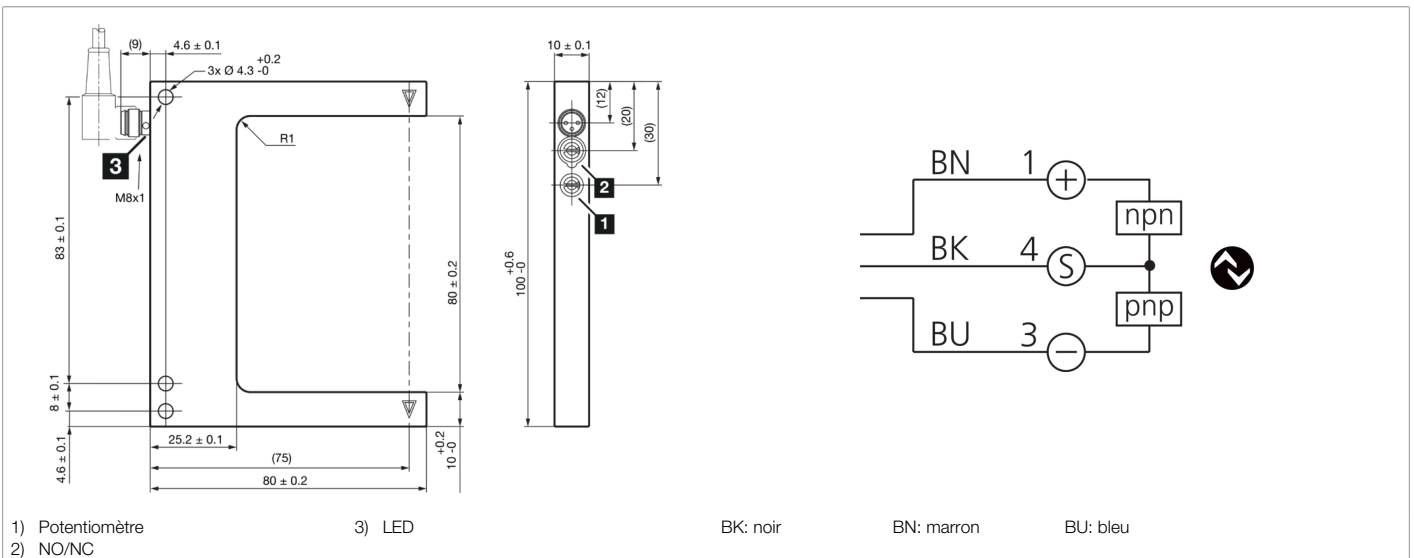 (9)
4.6 ± 0.1
3x Ø 4.3 +0.2 -0
3
M8x1
R1
83 ± 0.1
8 ± 0.1
4.6 ± 0.1
25.2 ± 0.1
(75)
80 ± 0.2
80 ± 0.2
10 +0.2 -0
10 ± 0.1
(12)
(20)
(30)
2
1
100 +0.6 -0
BN 1 +
npn
BK 4 S
pnp
BU 3 −
1) Potentiomètre 3) LED BK: noir BN: marron BU: bleu
2) NO/NC